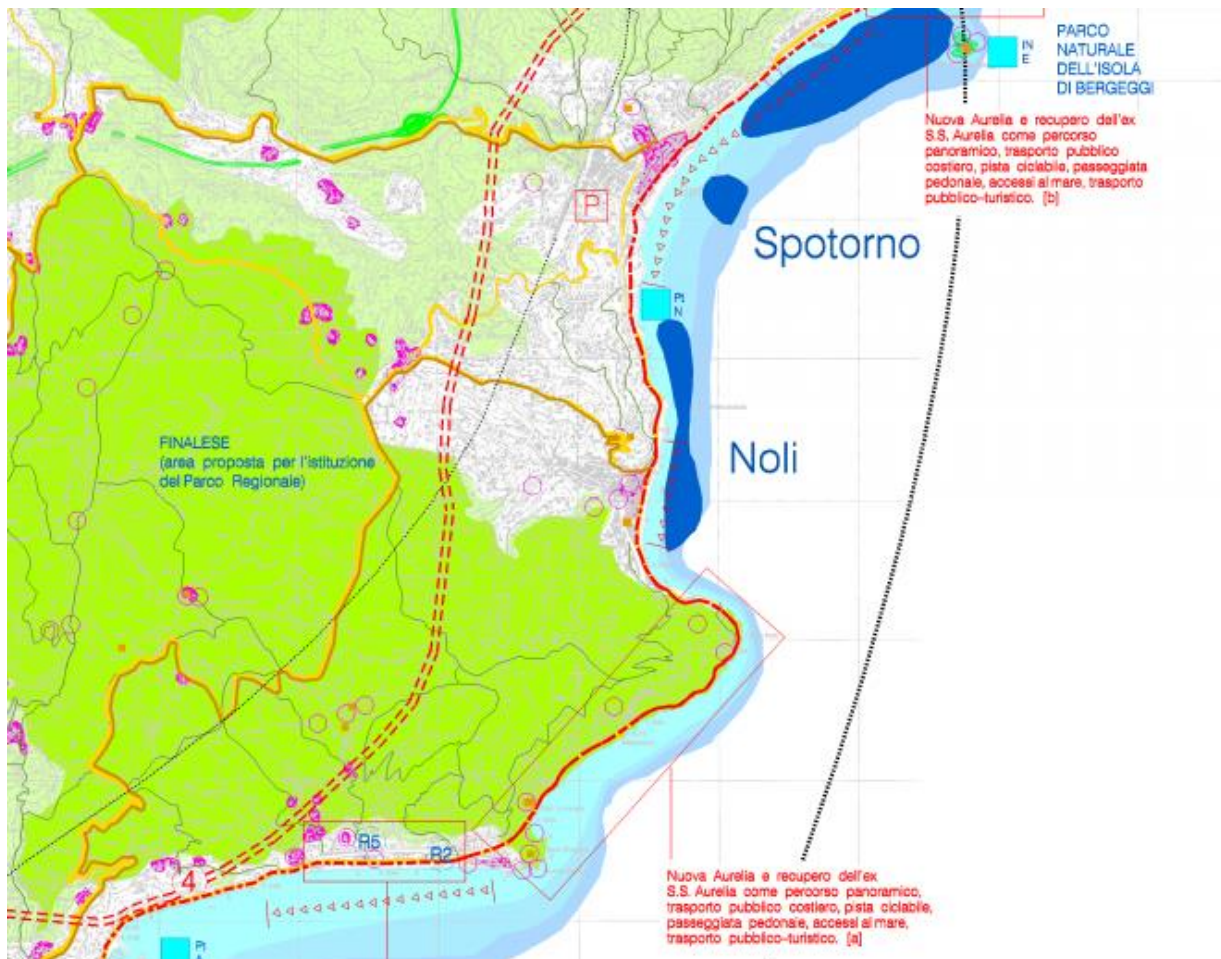 PARCO
NATURALE
DELL'ISOLA
DI BERGEGGI
IN
E
Nuova Aurelia e recupero dell'ex
S.S. Aurelia come percorso
panoramico, trasporto pubblico
costiero, pista ciclabile, passeggiata
pedonale, accessi al mare, trasporto
pubblico-turistico. [b]
P
Spotorno
Pt
N
Noli
FINALESE
(area proposta per l'istituzione
del Parco Regionale)
R5
R2
4
Nuova Aurelia e recupero dell'ex
S.S. Aurelia come percorso panoramico,
trasporto pubblico costiero, pista ciclabile,
passeggiata pedonale, accessi al mare,
trasporto pubblico-turistico. [a]
Pt